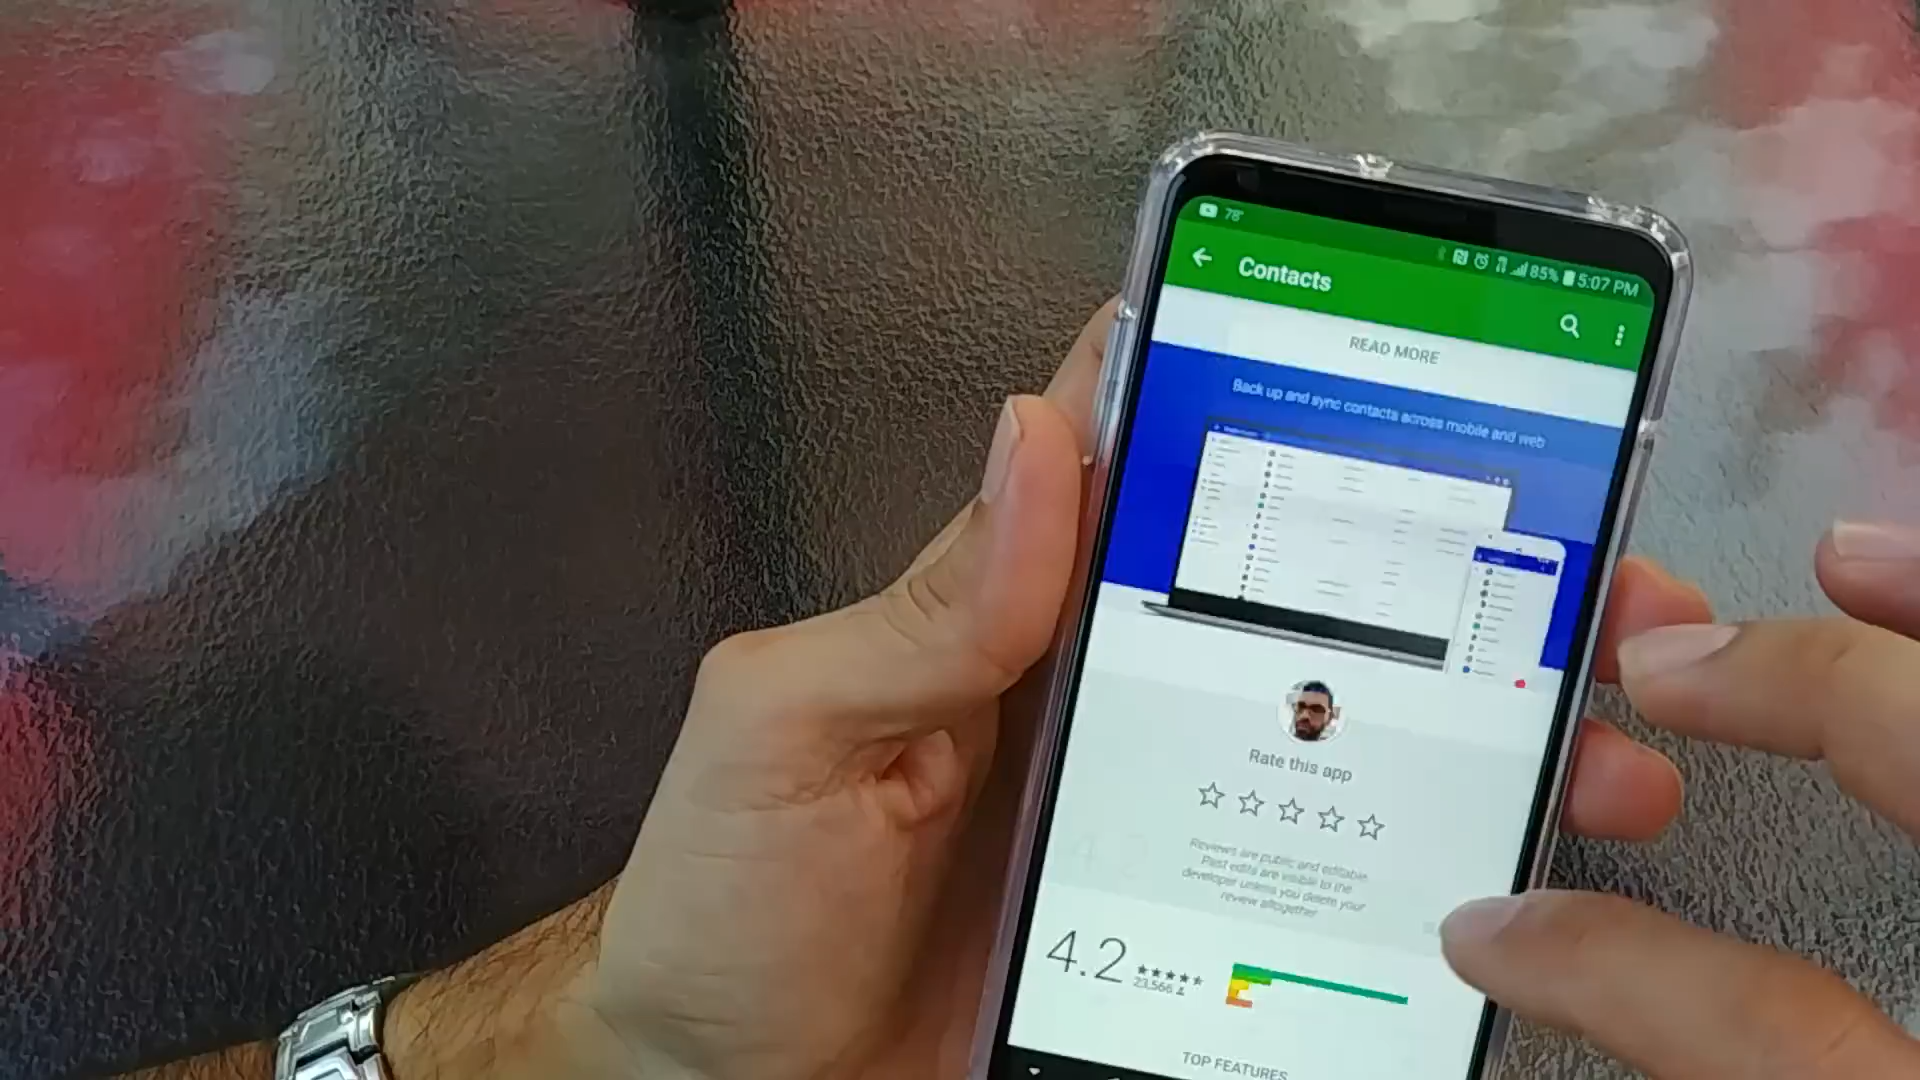 78°
85% 5:07 PM
Contacts
READ MORE
Back up and sync contacts across mobile and web
Rate this app
Reviews are public and editable.
Past edits are visible to the
developer unless you delete your
review altogether.
4.2
23,566
TOP FEATURES